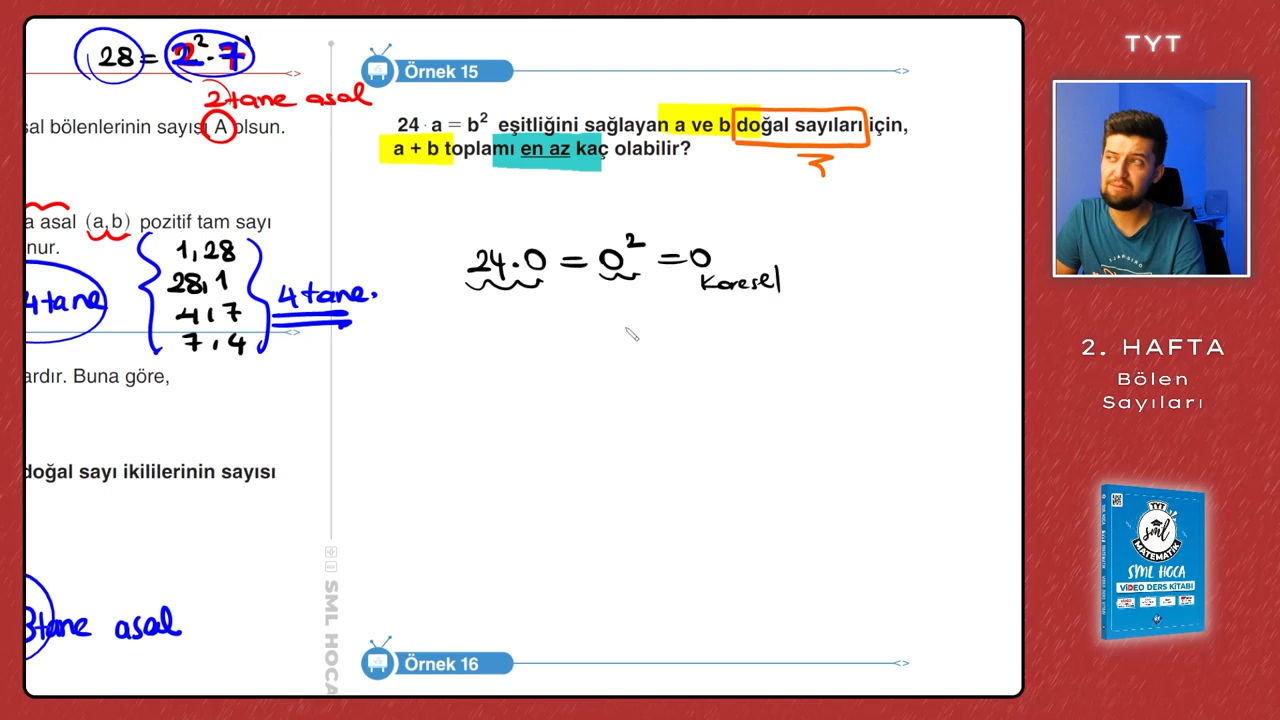 28 = 2² · 7¹
2 tane asal
sal bölenlerinin sayısı A olsun.
a asal (a,b) pozitif tam sayı
nur.
1, 28
28, 1
4, 7
7, 4
4 tane
4 tane.
ardır. Buna göre,
doğal sayı ikililerinin sayısı
3 tane asal
SML HOCA
Örnek 15
24 · a = b² eşitliğini sağlayan a ve b doğal sayıları için,
a + b toplamı en az kaç olabilir?
24 · 0 = 0² = 0
Karesel
Örnek 16
TYT
2. HAFTA
Bölen
Sayıları
TYT
sml
MATEMATİK
SML HOCA
VİDEO DERS KİTABI